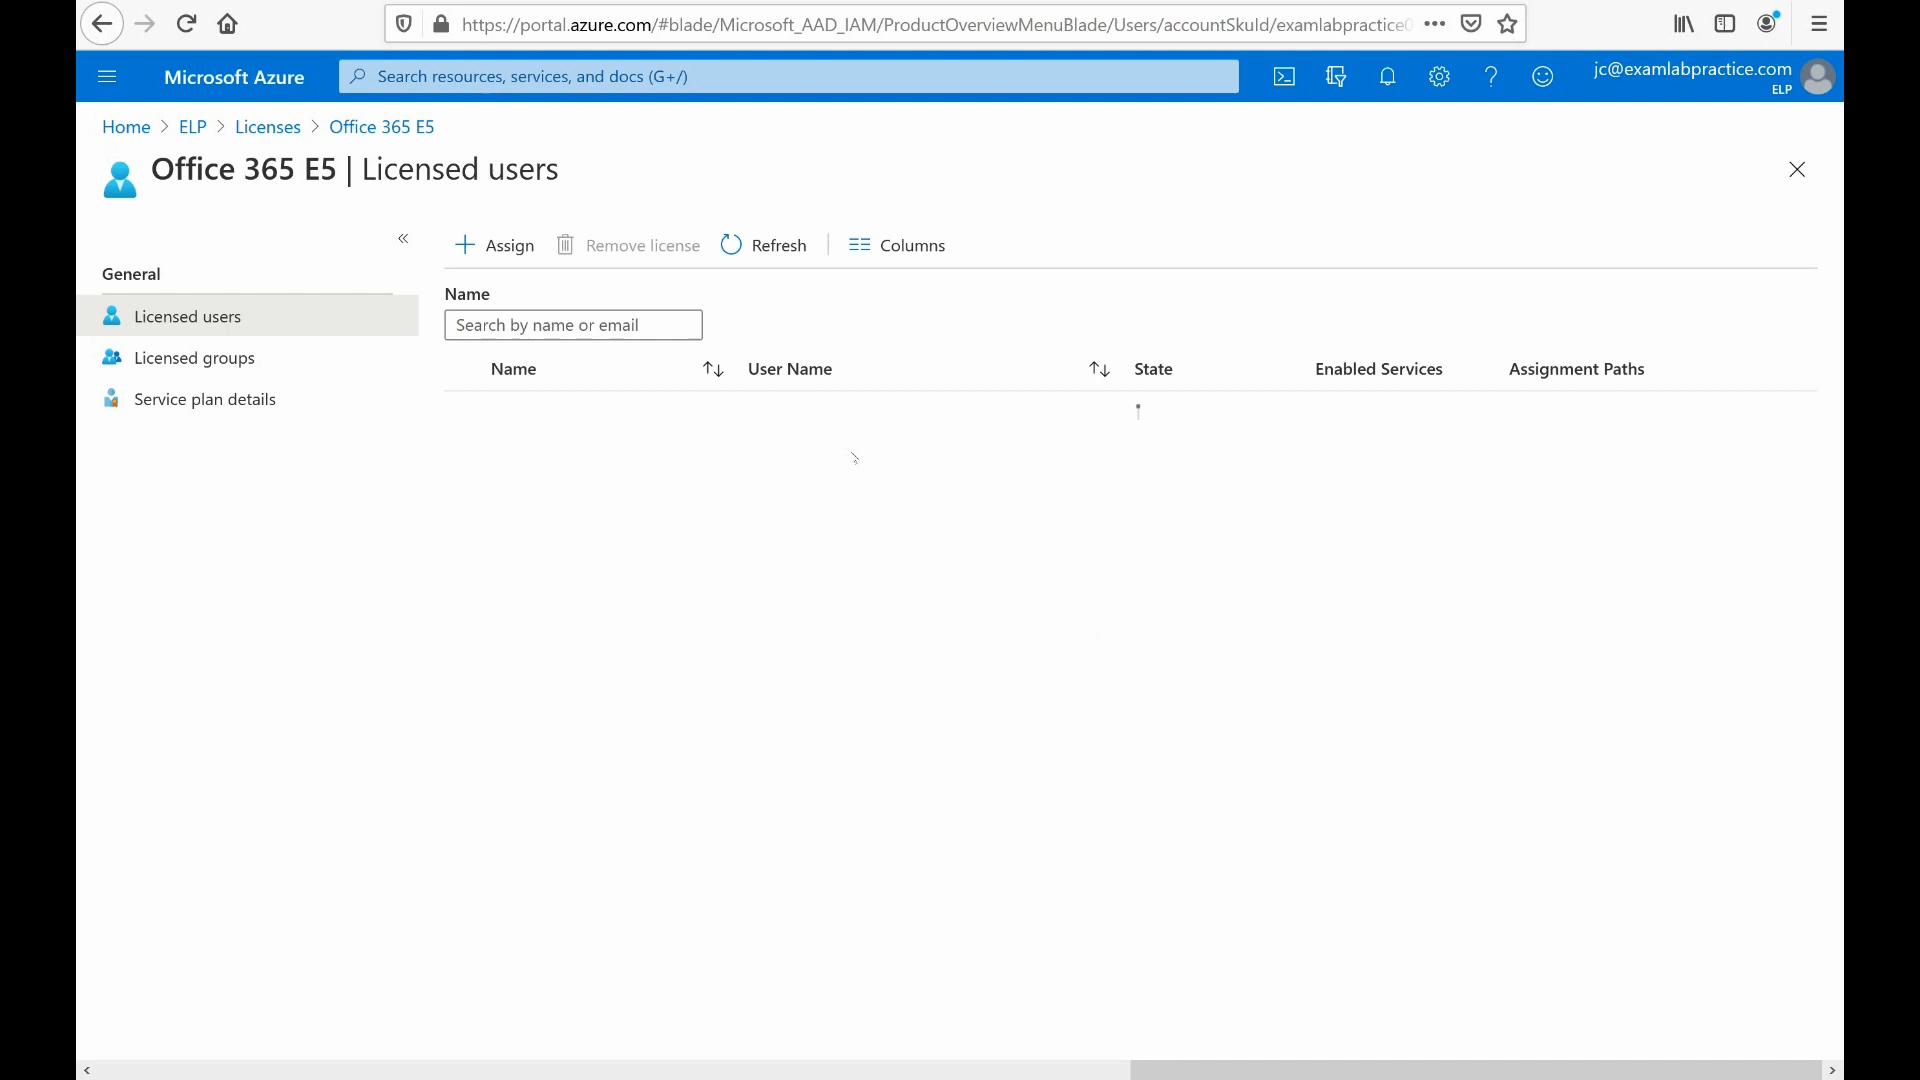 https://portal.azure.com/#blade/Microsoft_AAD_IAM/ProductOverviewMenuBlade/Users/accountSkuId/examlabpractice
Microsoft Azure
Search resources, services, and docs (G+/)
jc@examlabpractice.com
ELP
Home > ELP > Licenses > Office 365 E5
Office 365 E5 | Licensed users
Assign
Remove license
Refresh
Columns
General
Licensed users
Licensed groups
Service plan details
Name
Search by name or email
Name
User Name
State
Enabled Services
Assignment Paths